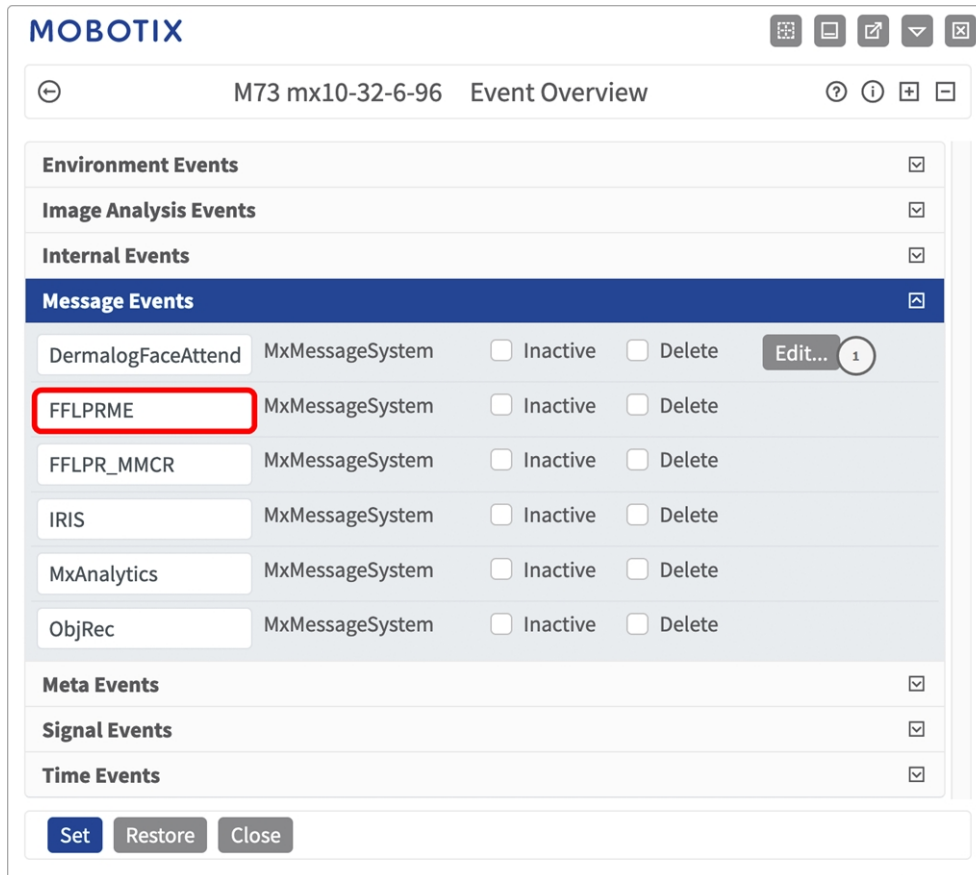 MOBOTIX
M73 mx10-32-6-96 Event Overview
Environment Events
Image Analysis Events
Internal Events
Message Events
DermalogFaceAttend MxMessageSystem Inactive Delete Edit... 1
FFLPRME MxMessageSystem Inactive Delete
FFLPR_MMCR MxMessageSystem Inactive Delete
IRIS MxMessageSystem Inactive Delete
MxAnalytics MxMessageSystem Inactive Delete
ObjRec MxMessageSystem Inactive Delete
Meta Events
Signal Events
Time Events
Set Restore Close